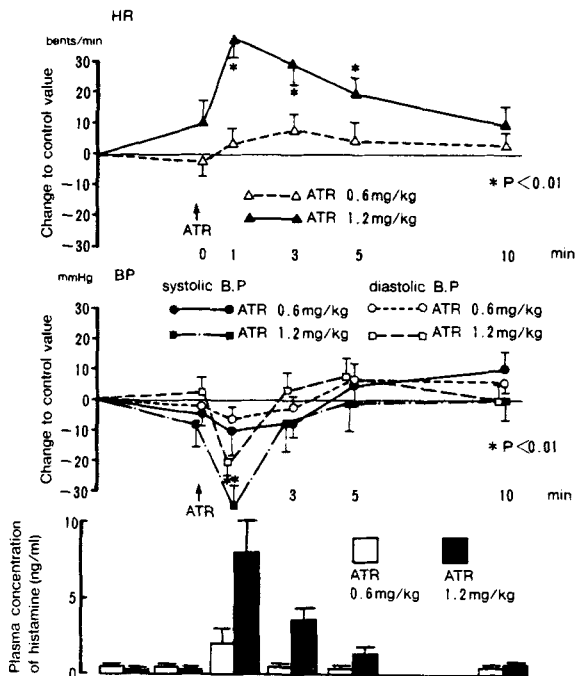 HR
bents/min
30
20
10
0
-10
-20
-30
Change to control value
* P<0.01
ATR 0.6mg/kg
ATR 1.2mg/kg
ATR
0 1 3 5 10 min
mmHg BP
systolic B.P diastolic B.P
ATR 0.6mg/kg ATR 0.6mg/kg
ATR 1.2mg/kg ATR 1.2mg/kg
30
20
10
0
-10
-20
-30
Change to control value
* P<0.01
ATR
3 5 10 min
10
5
0
Plasma concentration
of histamine (ng/ml)
ATR ATR
0.6mg/kg 1.2mg/kg